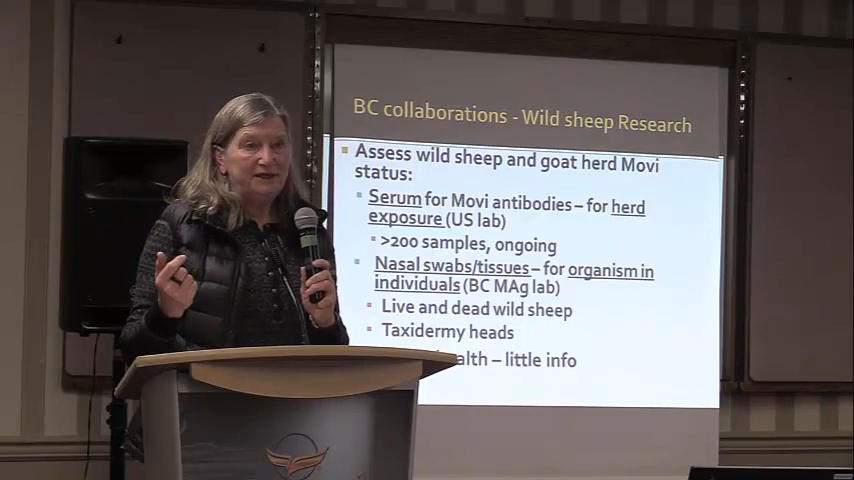 BC collaborations - Wild sheep Research
Assess wild sheep and goat herd Movi
status:
Serum for Movi antibodies – for herd
exposure (US lab)
>200 samples, ongoing
Nasal swabs/tissues – for organism in
individuals (BC MAg lab)
Live and dead wild sheep
Taxidermy heads
– little info